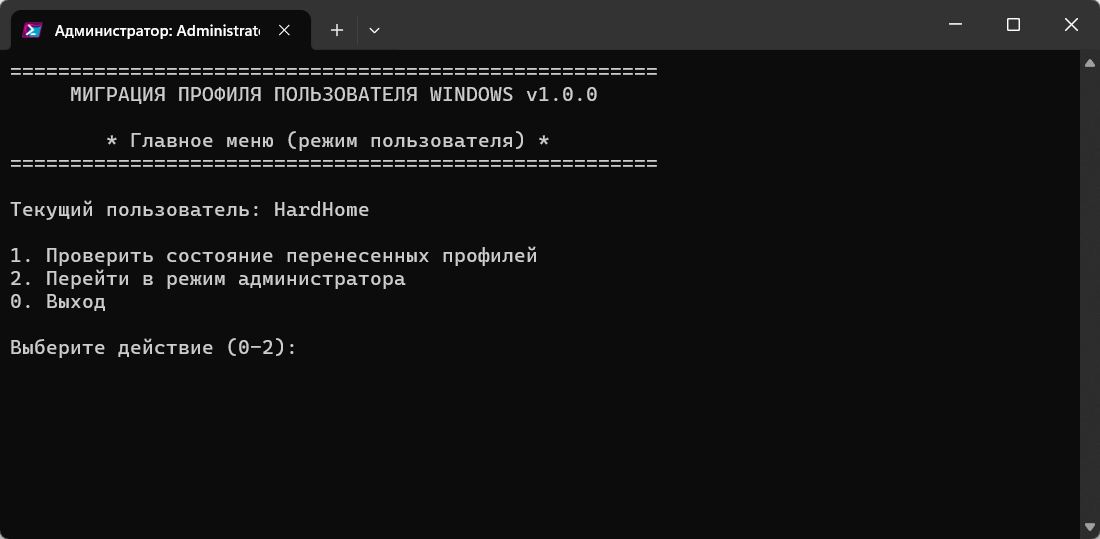 Администратор: Administrat
======================================================
МИГРАЦИЯ ПРОФИЛЯ ПОЛЬЗОВАТЕЛЯ WINDOWS v1.0.0
* Главное меню (режим пользователя) *
======================================================
Текущий пользователь: HardHome
1. Проверить состояние перенесенных профилей
2. Перейти в режим администратора
0. Выход
Выберите действие (0-2):